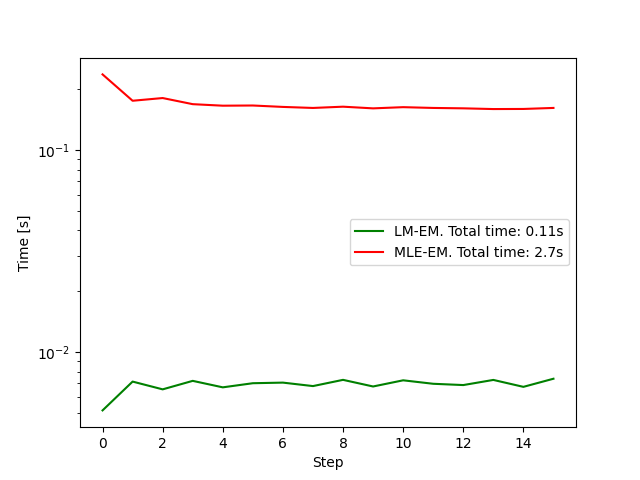 10⁻¹
10⁻²
Time [s]
LM-EM. Total time: 0.11s
MLE-EM. Total time: 2.7s
0 2 4 6 8 10 12 14
Step